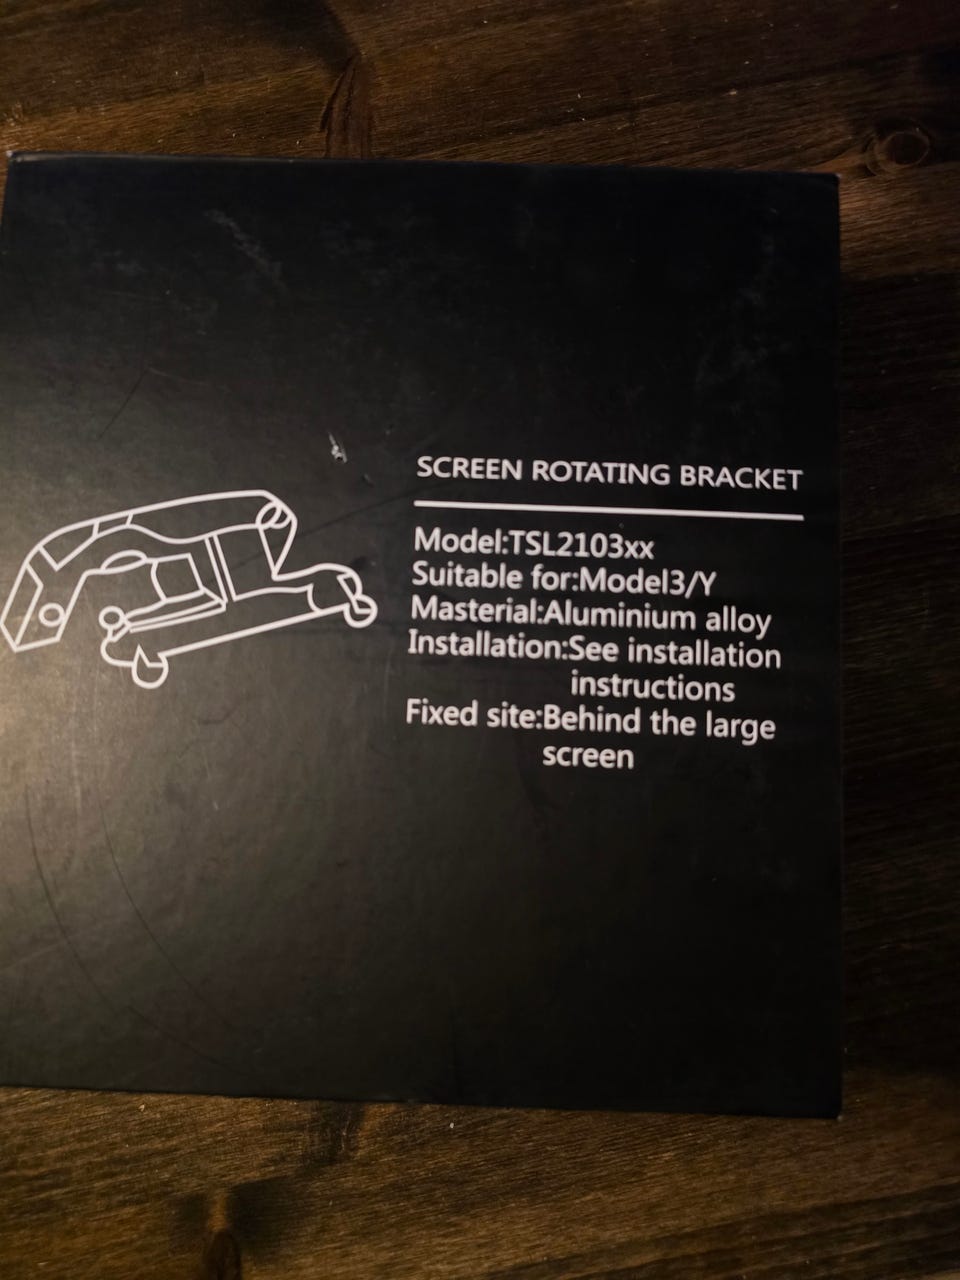 SCREEN ROTATING BRACKET
Model:TSL2103xx
Suitable for:Model3/Y
Masterial:Aluminium alloy
Installation:See installation
instructions
Fixed site:Behind the large
screen